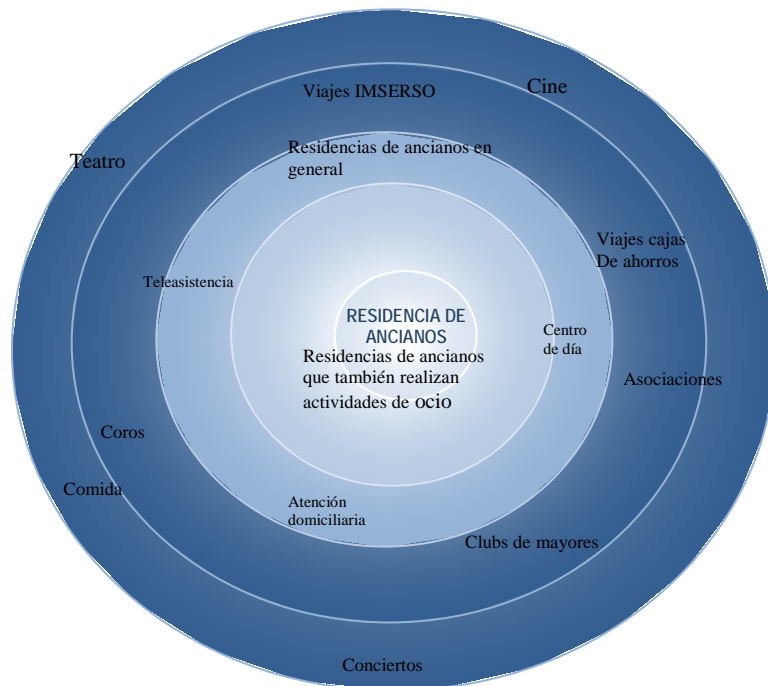 Cine
Viajes IMSERSO
Teatro
Residencias de ancianos en
general
Viajes cajas
De ahorros
Teleasistencia
RESIDENCIA DE
ANCIANOS
Residencias de ancianos
que también realizan
actividades de ocio
Centro
de día
Asociaciones
Coros
Comida
Atención
domiciliaria
Clubs de mayores
Conciertos